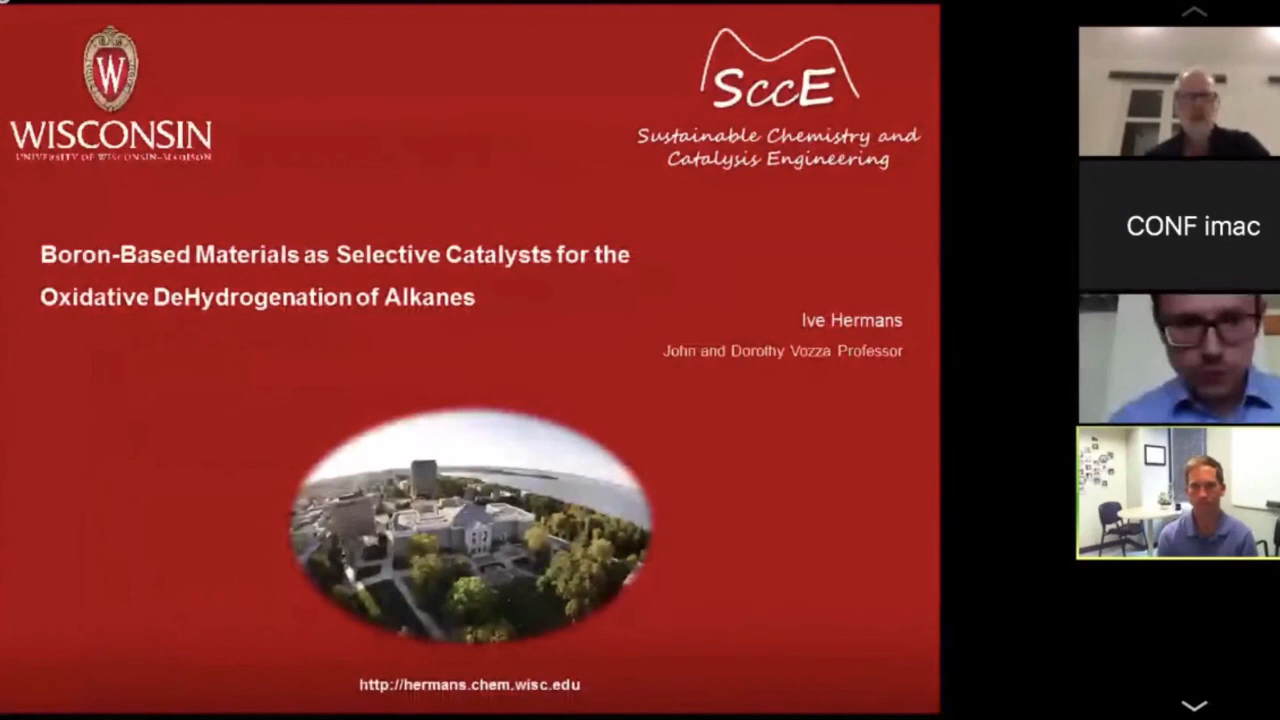 W
WISCONSIN
UNIVERSITY OF WISCONSIN-MADISON
SCCE
Sustainable Chemistry and
Catalysis Engineering
Boron-Based Materials as Selective Catalysts for the
Oxidative DeHydrogenation of Alkanes
Ive Hermans
John and Dorothy Vozza Professor
http://hermans.chem.wisc.edu
CONF imac